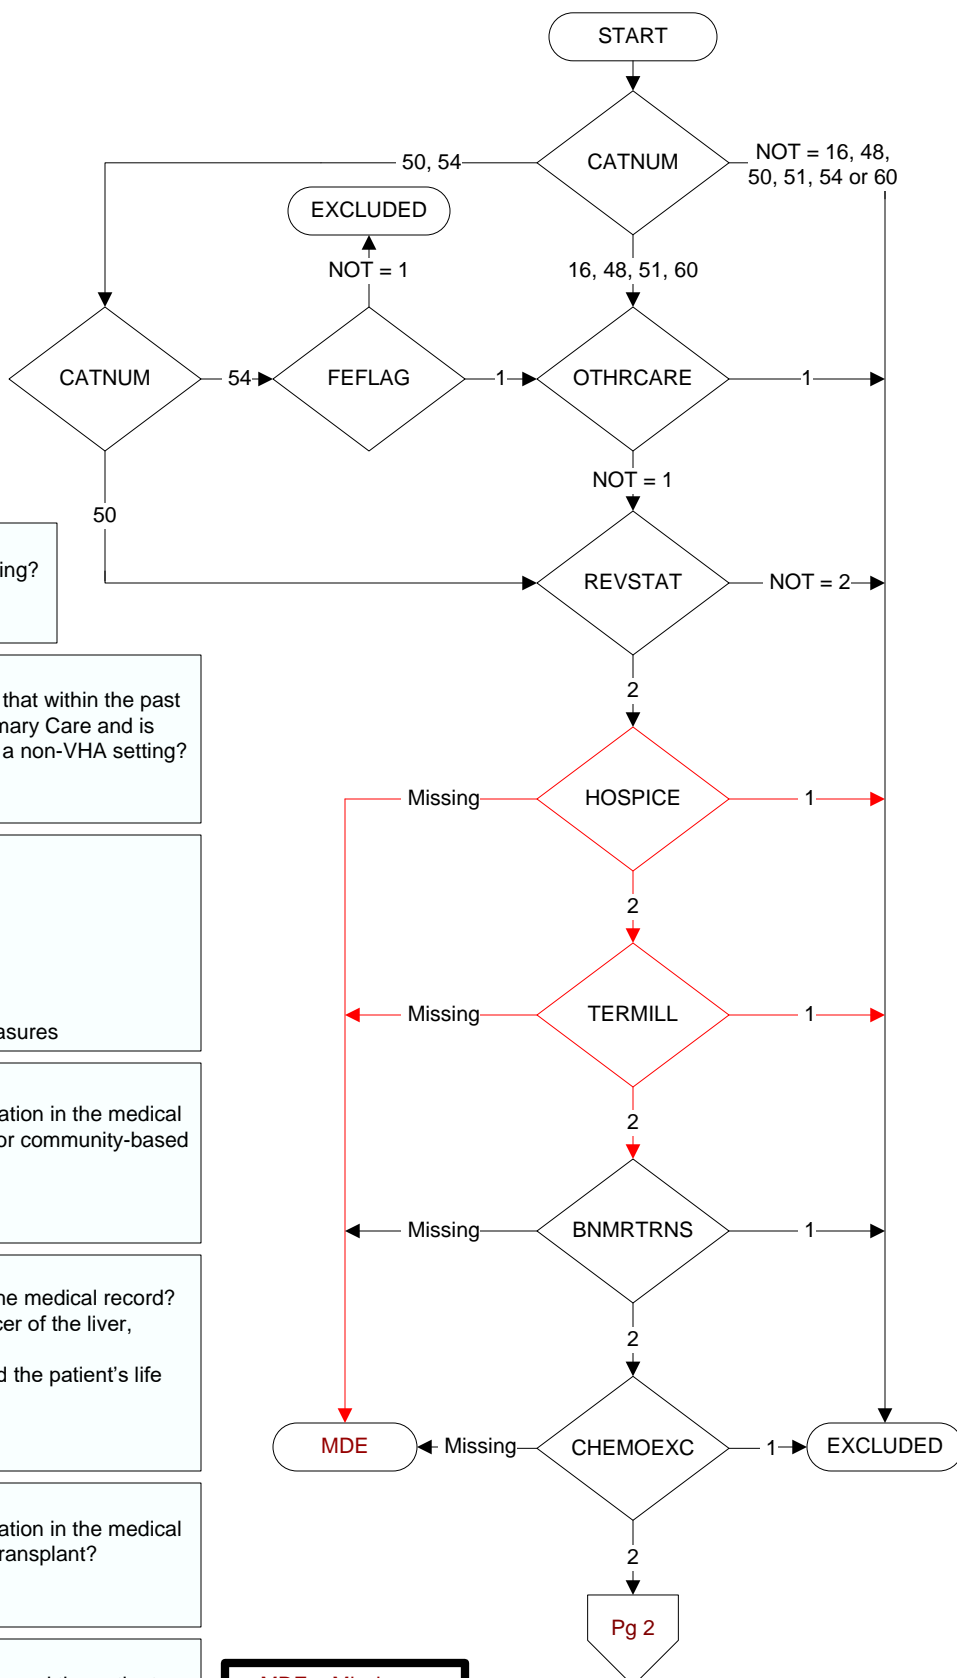 START
CATNUM
50, 54
NOT = 16, 48,
50, 51, 54 or 60
EXCLUDED
NOT = 1
16, 48, 51, 60
CATNUM
54
FEFLAG
1
OTHRCARE
1
NOT = 1
50
REVSTAT
NOT = 2
2
HOSPICE
Missing
1
2
TERMILL
Missing
1
2
BNMRTRNS
Missing
1
2
MDE
Missing
CHEMOEXC
1
EXCLUDED
2
Pg 2
ing?
that within the past
mary Care and is
a non-VHA setting?
asures
ation in the medical
or community-based
he medical record?
cer of the liver,
d the patient's life
ation in the medical
ransplant?